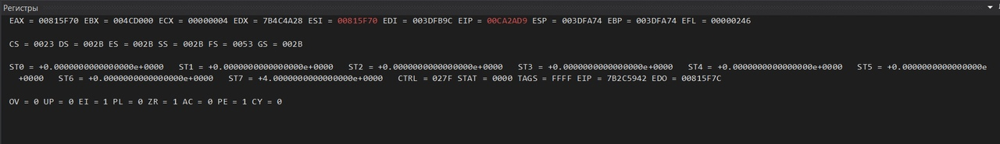 Регистры
EAX = 00815F70 EBX = 004CD000 ECX = 00000004 EDX = 7B4C4A28 ESI = 00815F70 EDI = 003DFB9C EIP = 00CA2AD9 ESP = 003DFA74 EBP = 003DFA74 EFL = 00000246
CS = 0023 DS = 002B ES = 002B SS = 002B FS = 0053 GS = 002B
ST0 = +0.0000000000000000e+0000 ST1 = +0.0000000000000000e+0000 ST2 = +0.0000000000000000e+0000 ST3 = +0.0000000000000000e+0000 ST4 = +0.0000000000000000e+0000 ST5 = +0.0000000000000000e
+0000 ST6 = +0.0000000000000000e+0000 ST7 = +4.0000000000000000e+0000 CTRL = 027F STAT = 0000 TAGS = FFFF EIP = 7B2C5942 EDO = 00815F7C
OV = 0 UP = 0 EI = 1 PL = 0 ZR = 1 AC = 0 PE = 1 CY = 0